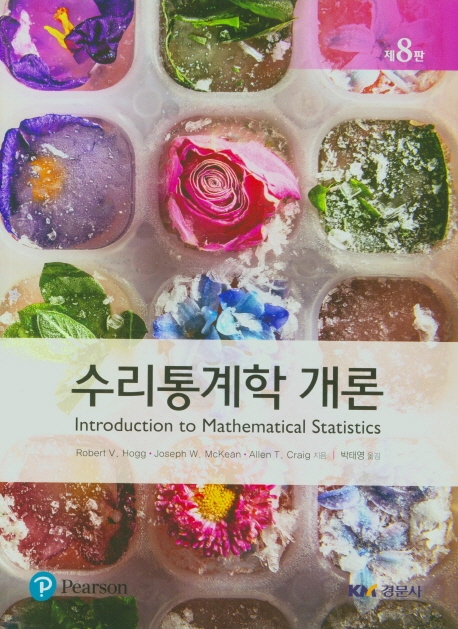 제8판
수리통계학 개론
Introduction to Mathematical Statistics
Robert V. Hogg • Joseph W. McKean • Allen T. Craig 지음 | 박태영 옮김
P Pearson
KM 경문사